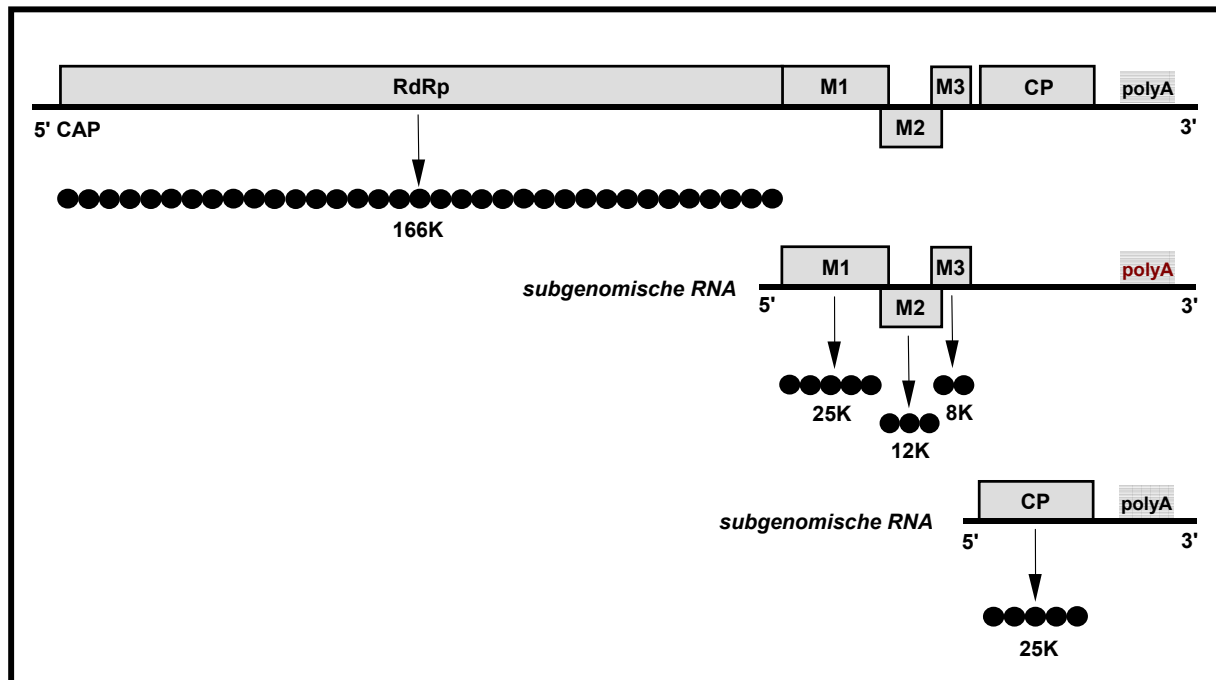 RdRp M1 M3 CP polyA
5' CAP M2 3'
166K
M1 M3 polyA
subgenomische RNA 5' M2 3'
25K 8K
12K
CP polyA
subgenomische RNA 5' 3'
25K